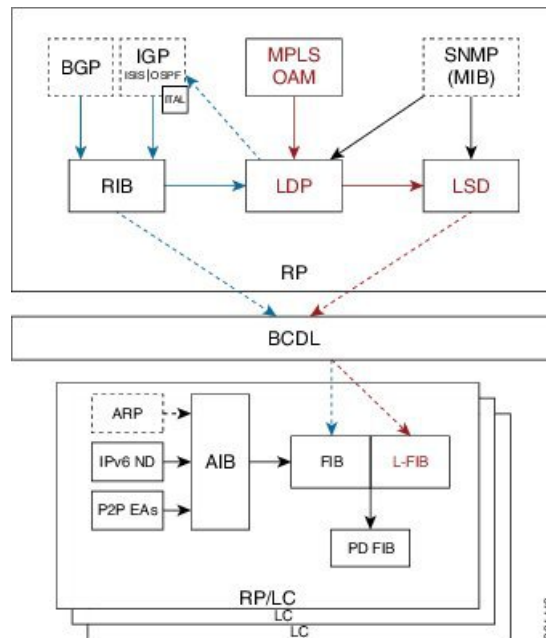 BGP
IGP
ISIS|OSPF
ITAL
MPLS
OAM
SNMP
(MIB)
RIB
LDP
LSD
RP
BCDL
ARP
IPv6 ND
P2P EAs
AIB
FIB
L-FIB
PD FIB
RP/LC
LC
LC